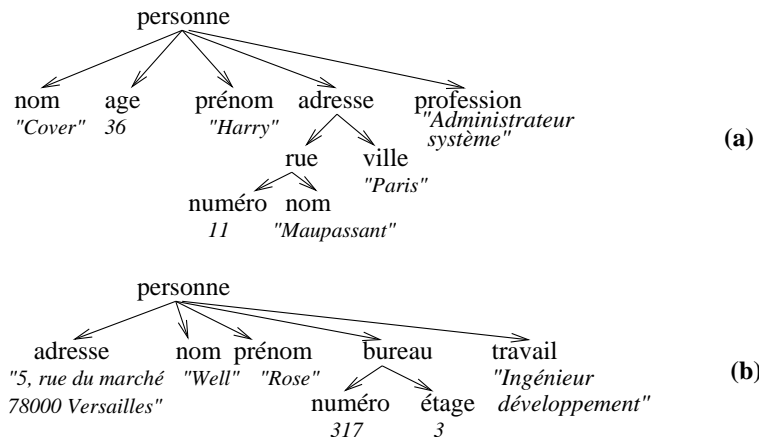 personne
nom age prénom adresse profession
"Cover" 36 "Harry" "Administrateur
système"
(a)
rue ville
"Paris"
numéro nom
11 "Maupassant"
personne
adresse nom prénom bureau travail
"5, rue du marché "Well" "Rose" "Ingénieur
(b)
78000 Versailles" numéro étage développement"
317 3